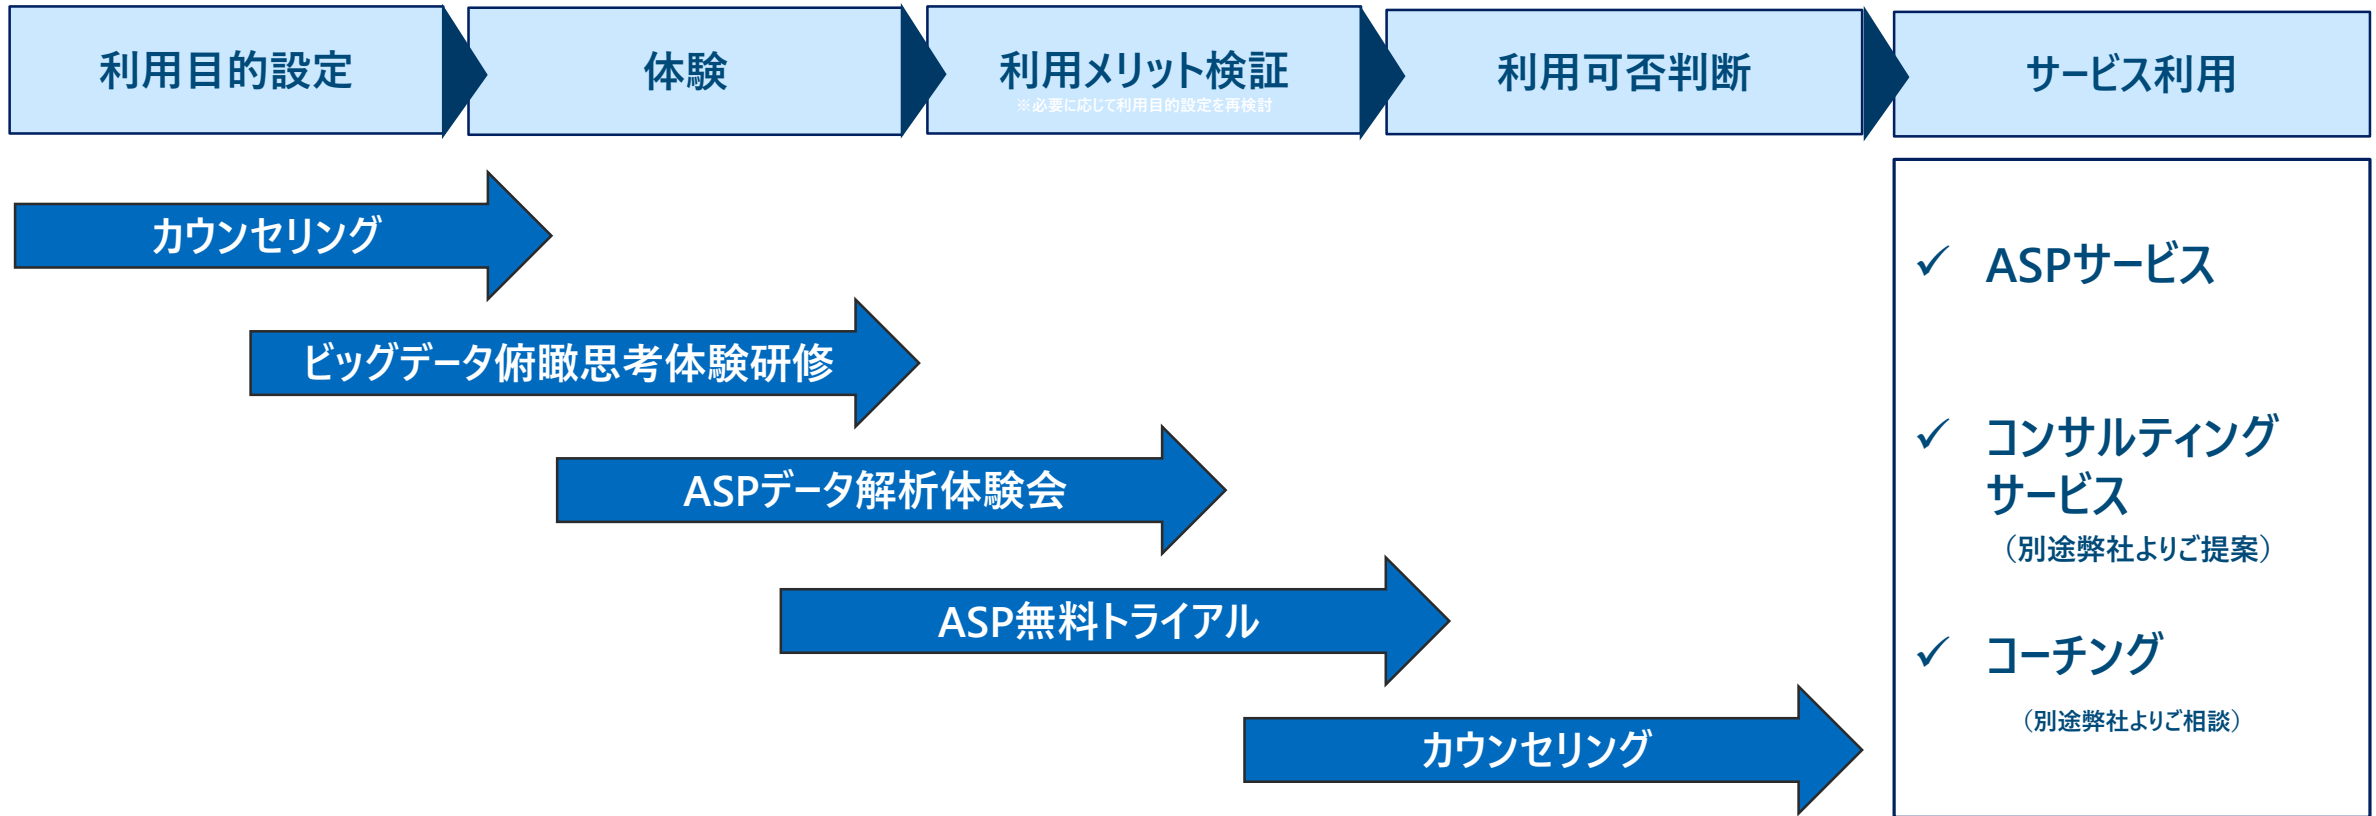 利用目的設定
体験
利用メリット検証
※必要に応じて利用目的設定を再検討
利用可否判断
サービス利用
カウンセリング
ビッグデータ俯瞰思考体験研修
ASPデータ解析体験会
ASP無料トライアル
カウンセリング
✓ ASPサービス
✓ コンサルティング
サービス
（別途弊社よりご提案）
✓ コーチング
（別途弊社よりご相談）